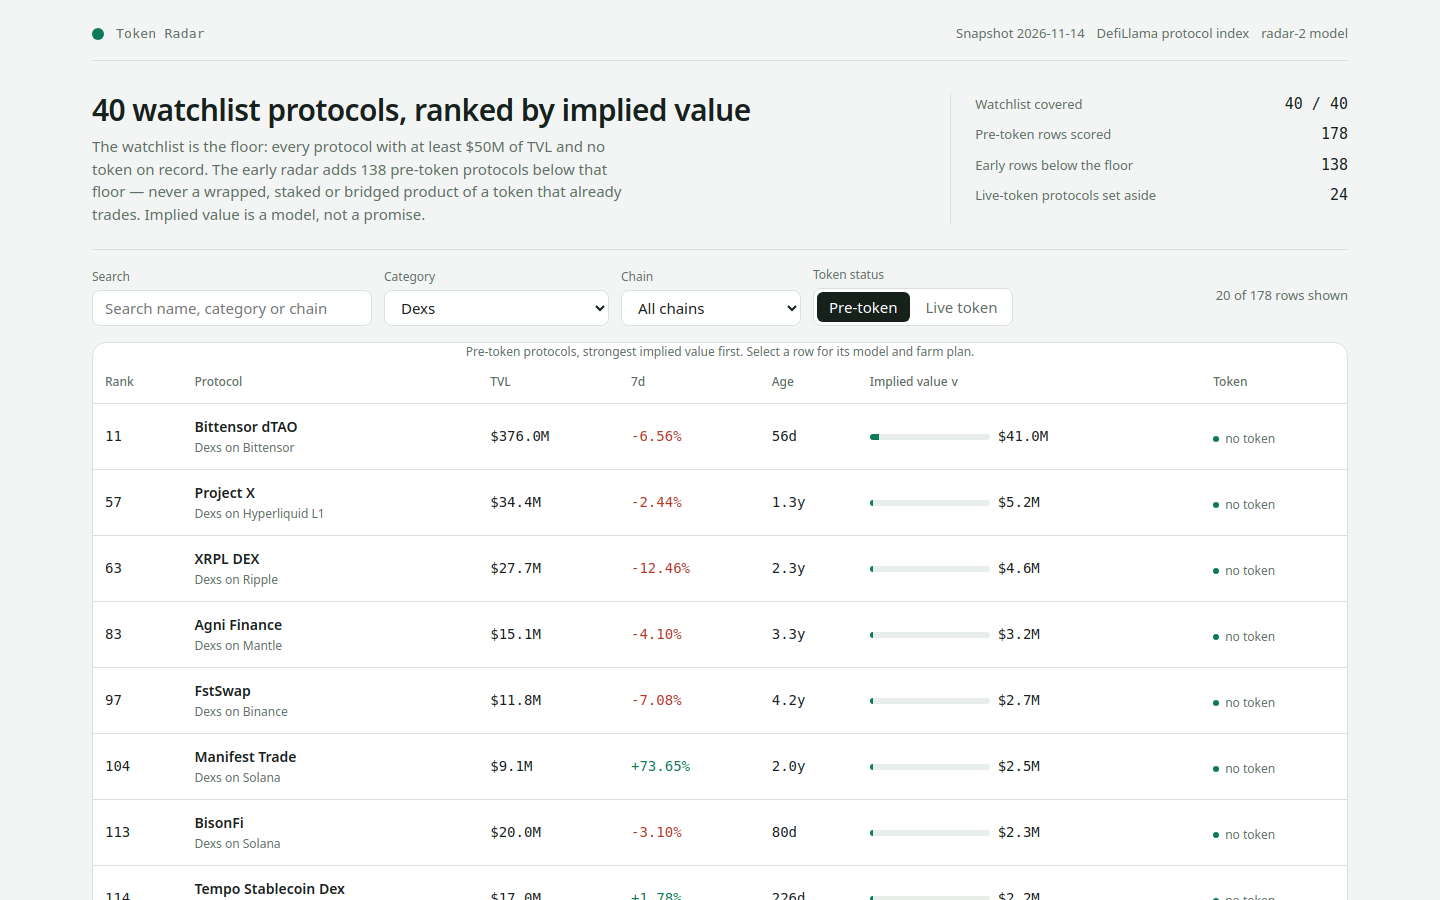 Token Radar
Snapshot 2026-11-14 DefiLlama protocol index radar-2 model
40 watchlist protocols, ranked by implied value
The watchlist is the floor: every protocol with at least $50M of TVL and no
token on record. The early radar adds 138 pre-token protocols below that
floor — never a wrapped, staked or bridged product of a token that already
trades. Implied value is a model, not a promise.
Watchlist covered 40 / 40
Pre-token rows scored 178
Early rows below the floor 138
Live-token protocols set aside 24
Search
Category
Chain
Token status
Search name, category or chain
Dexs
All chains
Pre-token Live token
20 of 178 rows shown
Pre-token protocols, strongest implied value first. Select a row for its model and farm plan.
Rank Protocol TVL 7d Age Implied value v Token
11 Bittensor dTAO $376.0M -6.56% 56d $41.0M no token
Dexs on Bittensor
57 Project X $34.4M -2.44% 1.3y $5.2M no token
Dexs on Hyperliquid L1
63 XRPL DEX $27.7M -12.46% 2.3y $4.6M no token
Dexs on Ripple
83 Agni Finance $15.1M -4.10% 3.3y $3.2M no token
Dexs on Mantle
97 FstSwap $11.8M -7.08% 4.2y $2.7M no token
Dexs on Binance
104 Manifest Trade $9.1M +73.65% 2.0y $2.5M no token
Dexs on Solana
113 BisonFi $20.0M -3.10% 80d $2.3M no token
Dexs on Solana
114 Tempo Stablecoin Dex $17.0M +1.78% 226d $2.2M no token